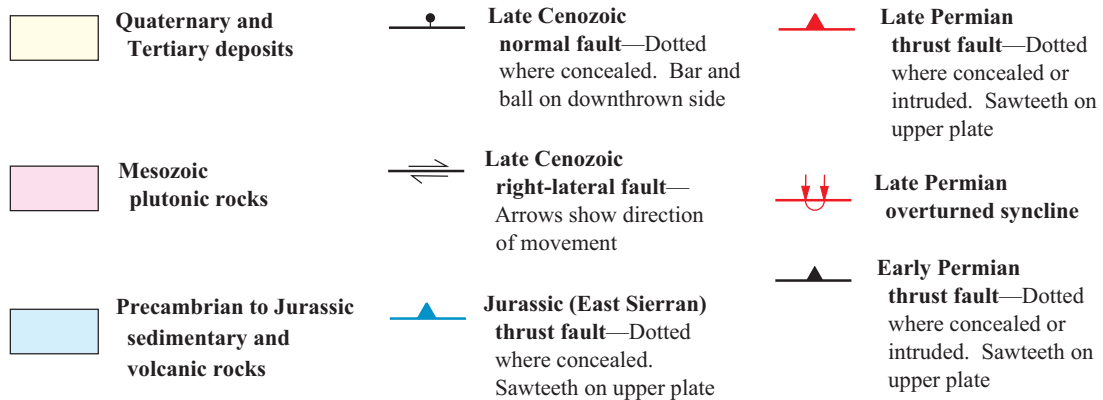 Quaternary and
Tertiary deposits
Mesozoic
plutonic rocks
Precambrian to Jurassic
sedimentary and
volcanic rocks
Late Cenozoic
normal fault—Dotted
where concealed. Bar and
ball on downthrown side
Late Cenozoic
right-lateral fault—
Arrows show direction
of movement
Jurassic (East Sierran)
thrust fault—Dotted
where concealed.
Sawteeth on upper plate
Late Permian
thrust fault—Dotted
where concealed or
intruded. Sawteeth on
upper plate
Late Permian
overturned syncline
Early Permian
thrust fault—Dotted
where concealed or
intruded. Sawteeth on
upper plate